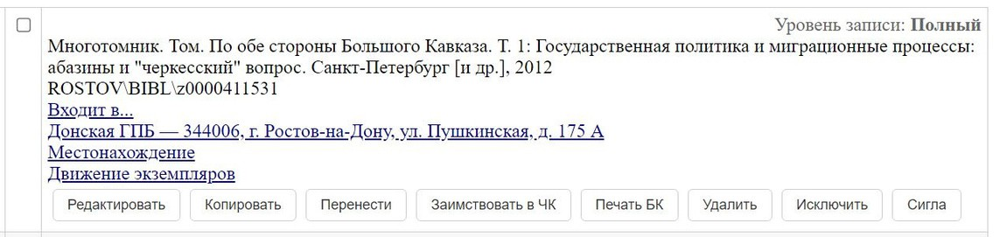 Уровень записи: Полный
Многотомник. Том. По обе стороны Большого Кавказа. Т. 1: Государственная политика и миграционные процессы:
абазины и "черкесский" вопрос. Санкт-Петербург [и др.], 2012
ROSTOV\BIBL\z0000411531
Входит в...
Донская ГПБ — 344006, г. Ростов-на-Дону, ул. Пушкинская, д. 175 А
Местонахождение
Движение экземпляров
Редактировать Копировать Перенести Заимствовать в ЧК Печать БК Удалить Исключить Сигла